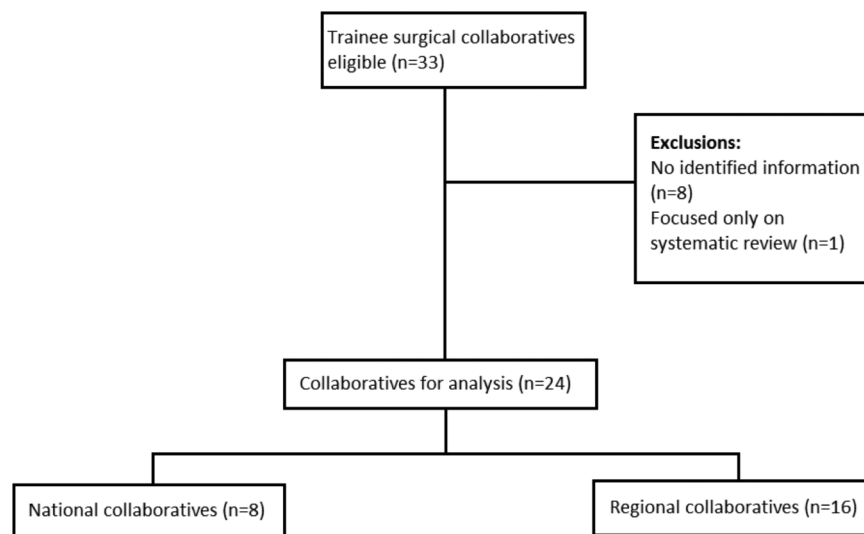 Trainee surgical collaboratives
eligible (n=33)
Exclusions:
No identified information
(n=8)
Focused only on
systematic review (n=1)
Collaboratives for analysis (n=24)
National collaboratives (n=8)
Regional collaboratives (n=16)